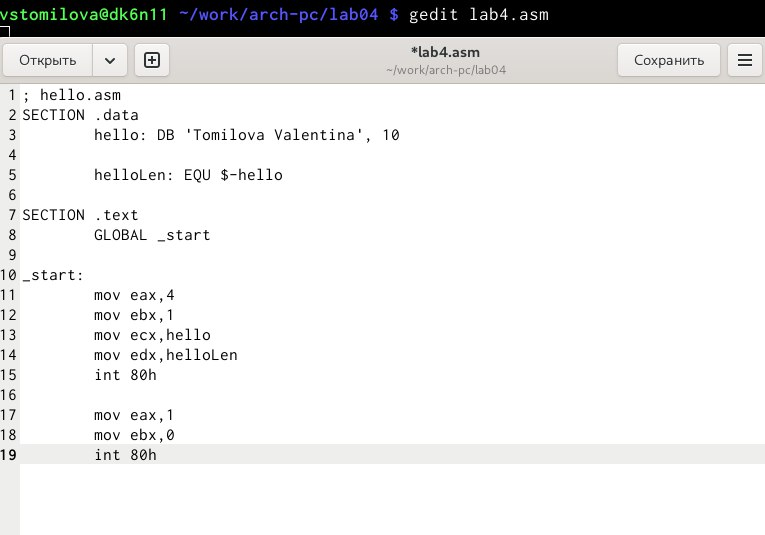 vstomilova@dk6n11 ~/work/arch-pc/lab04 $ gedit lab4.asm
Открыть
*lab4.asm
~/work/arch-pc/lab04
Сохранить
1 ; hello.asm
2 SECTION .data
3         hello: DB 'Tomilova Valentina', 10
4
5         helloLen: EQU $-hello
6
7 SECTION .text
8         GLOBAL _start
9
10 _start:
11         mov eax,4
12         mov ebx,1
13         mov ecx,hello
14         mov edx,helloLen
15         int 80h
16
17         mov eax,1
18         mov ebx,0
19         int 80h